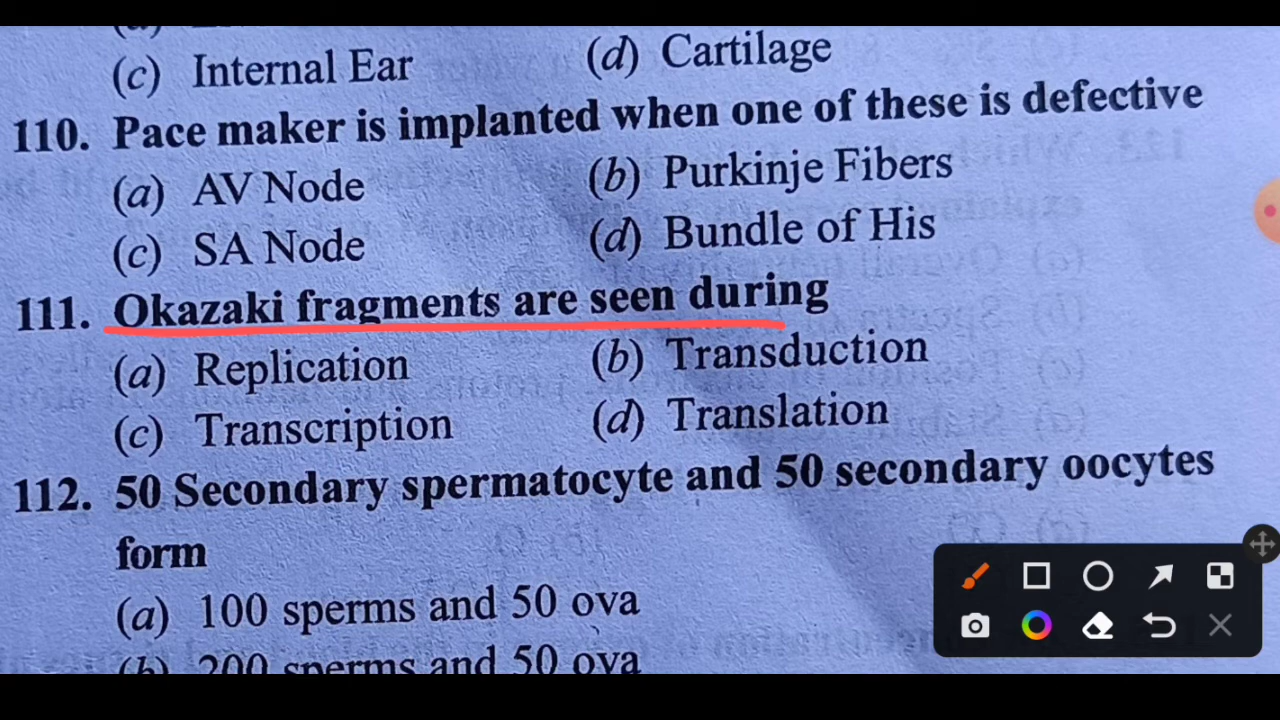 (c) Internal Ear (d) Cartilage
110. Pace maker is implanted when one of these is defective
(a) AV Node (b) Purkinje Fibers
(c) SA Node (d) Bundle of His
111. Okazaki fragments are seen during
(a) Replication (b) Transduction
(c) Transcription (d) Translation
112. 50 Secondary spermatocyte and 50 secondary oocytes
form
(a) 100 sperms and 50 ova
(b) 200 sperms and 50 ova